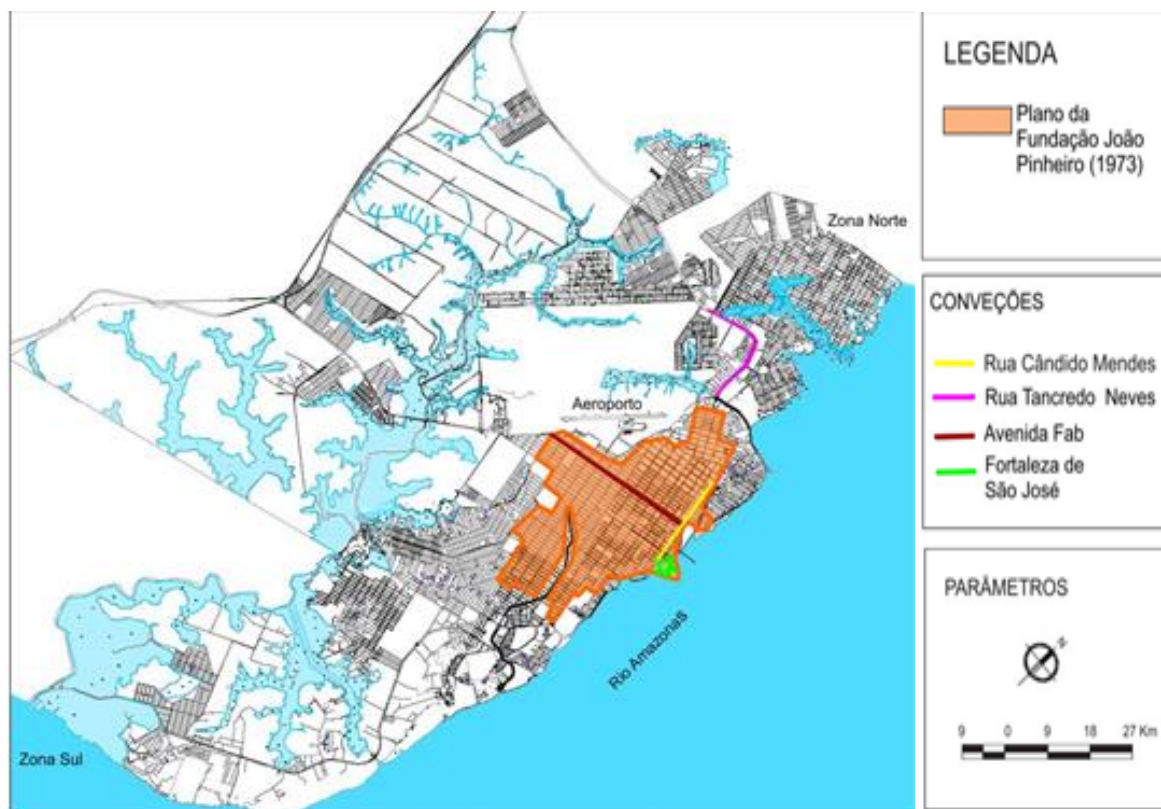 Zona Norte
Aeroporto
Rio Amazonas
Zona Sul
LEGENDA
Plano da
Fundação João
Pinheiro (1973)
CONVEÇÕES
Rua Cândido Mendes
Rua Tancredo Neves
Avenida Fab
Fortaleza de
São José
PARÂMETROS
N
9 0 9 18 27 Km